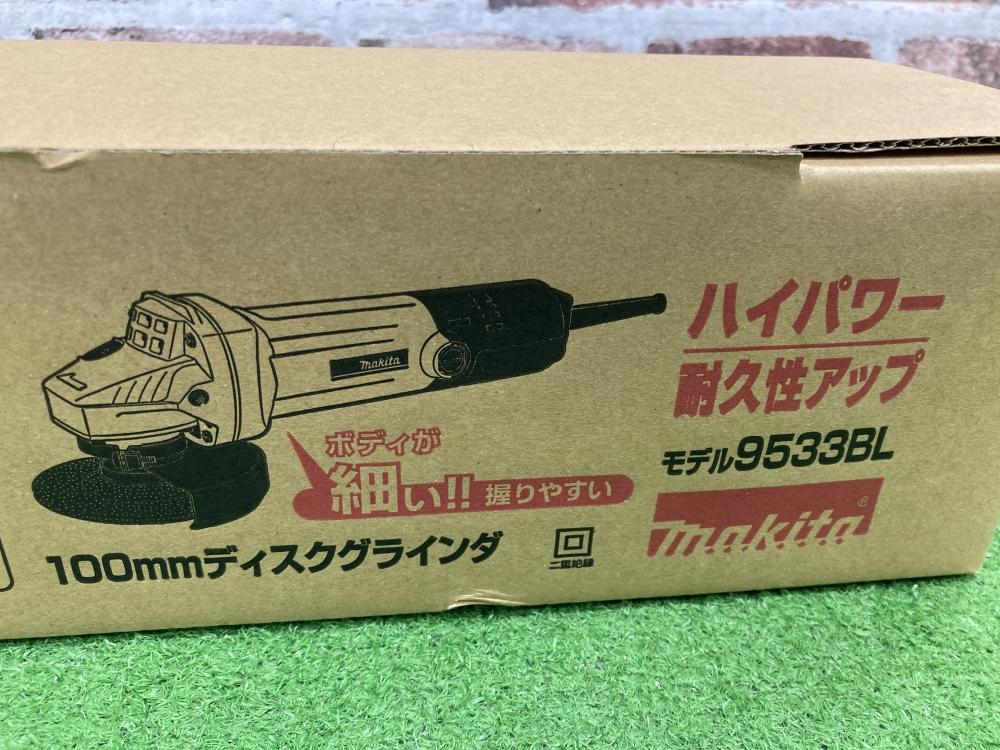 makita
ハイパワー
耐久性アップ
モデル9533BL
ボディが
細い!! 握りやすい
makita®
100mmディスクグラインダ
二重絶縁